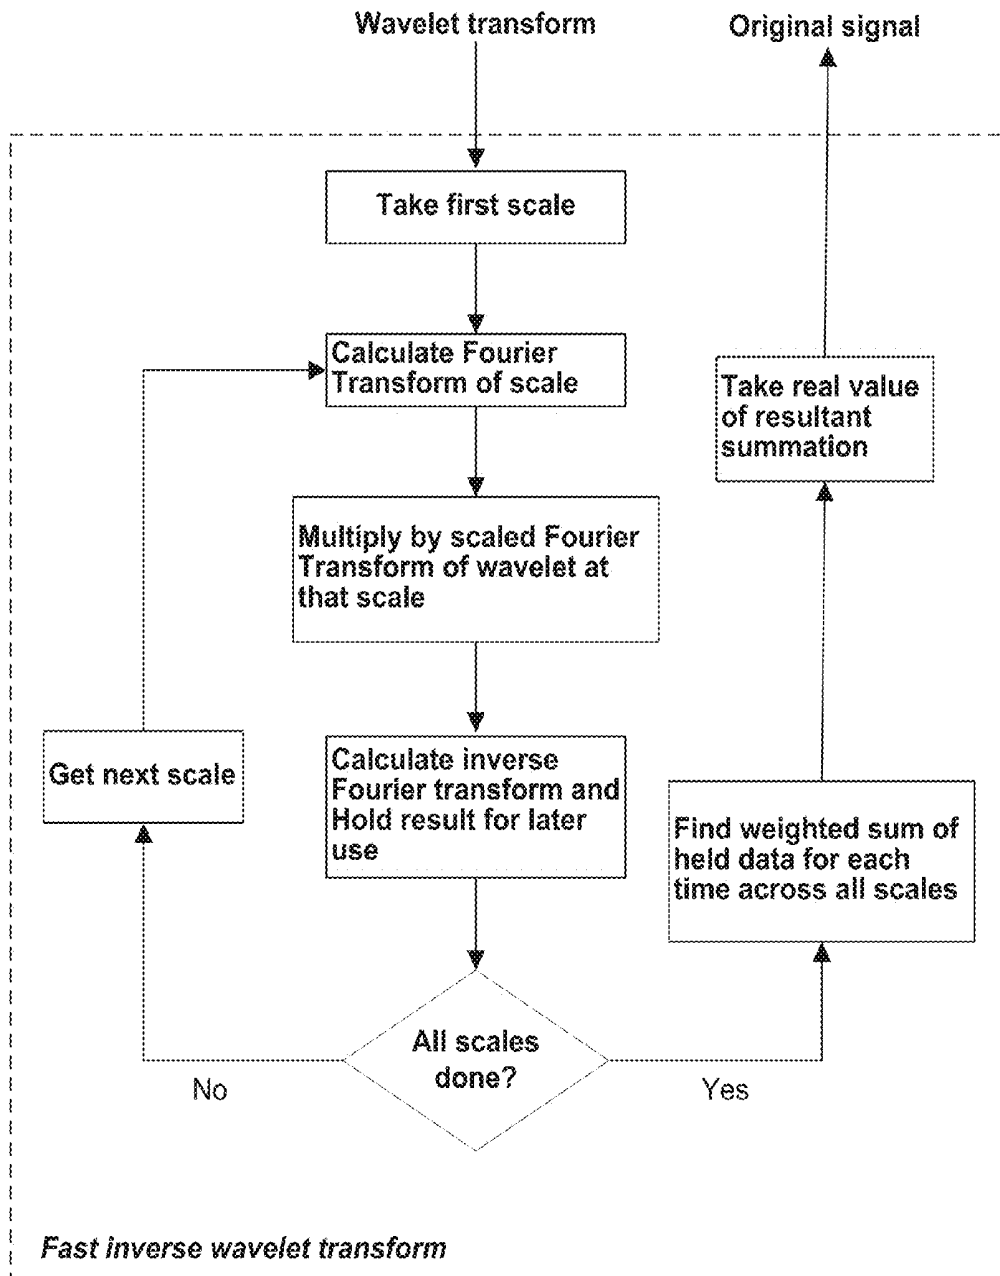 Wavelet transform
Original signal
Take first scale
Calculate Fourier
Transform of scale
Take real value
of resultant
summation
Multiply by scaled Fourier
Transform of wavelet at
that scale
Get next scale
Calculate inverse
Fourier transform and
Hold result for later
use
Find weighted sum of
held data for each
time across all scales
All scales
done?
No
Yes
Fast inverse wavelet transform